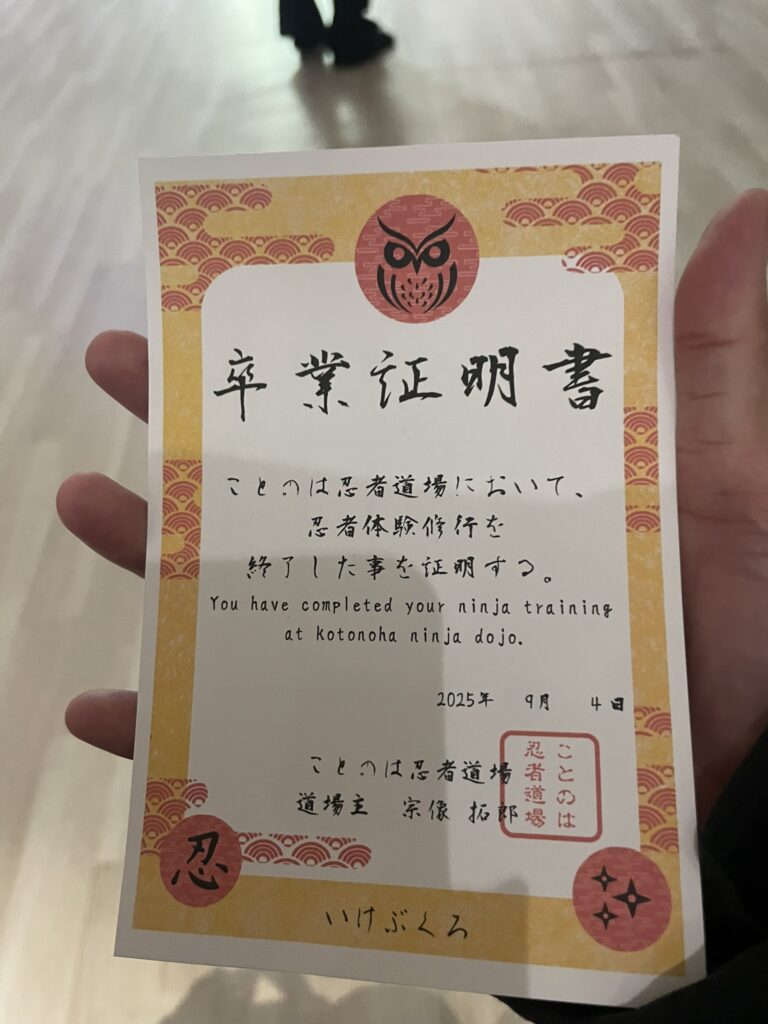 卒業証明書
ことのは忍者道場において、
忍者体験修行を
終了した事を証明する。
You have completed your ninja training
at kotonoha ninja dojo.
2025年 9月 4日
ことのは忍者道場
道場主 宗像 拓郎
ことのは
忍者道場
忍
いけぶくろ